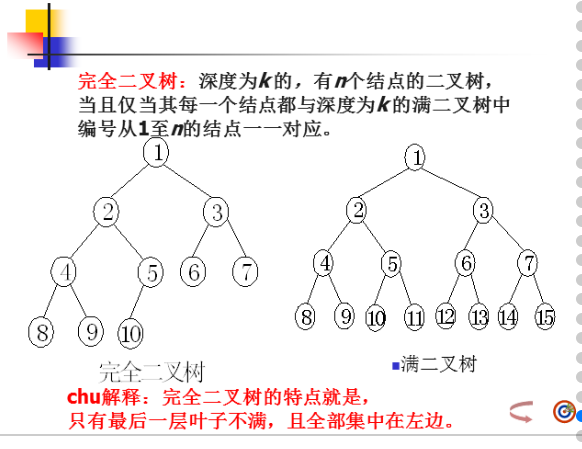 完全二叉树：深度为k的，有n个结点的二叉树，
当且仅当其每一个结点都与深度为k的满二叉树中
编号从1至n的结点一一对应。
1
2 3
4 5 6 7
8 9 10
完全二叉树
1
2 3
4 5 6 7
8 9 10 11 12 13 14 15
满二叉树
chu解释：完全二叉树的特点就是，
只有最后一层叶子不满，且全部集中在左边。